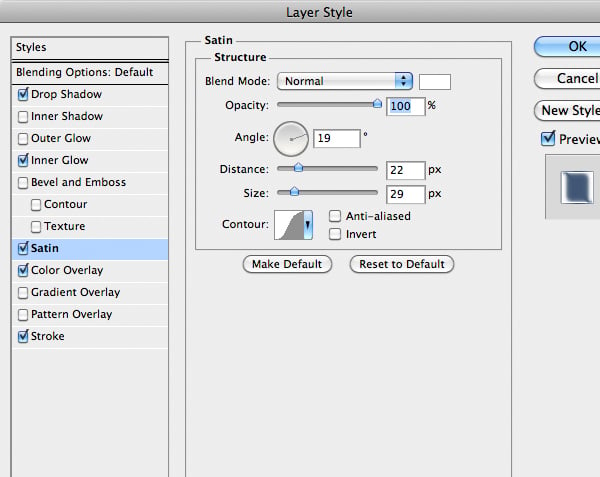 Layer Style
Styles
Blending Options: Default
Drop Shadow
Inner Shadow
Outer Glow
Inner Glow
Bevel and Emboss
Contour
Texture
Satin
Color Overlay
Gradient Overlay
Pattern Overlay
Stroke
Satin
Structure
Blend Mode: Normal
Opacity: 100 %
Angle: 19 °
Distance: 22 px
Size: 29 px
Contour: Anti-aliased
Invert
Make Default Reset to Default
OK
Cancel
New Style
Preview